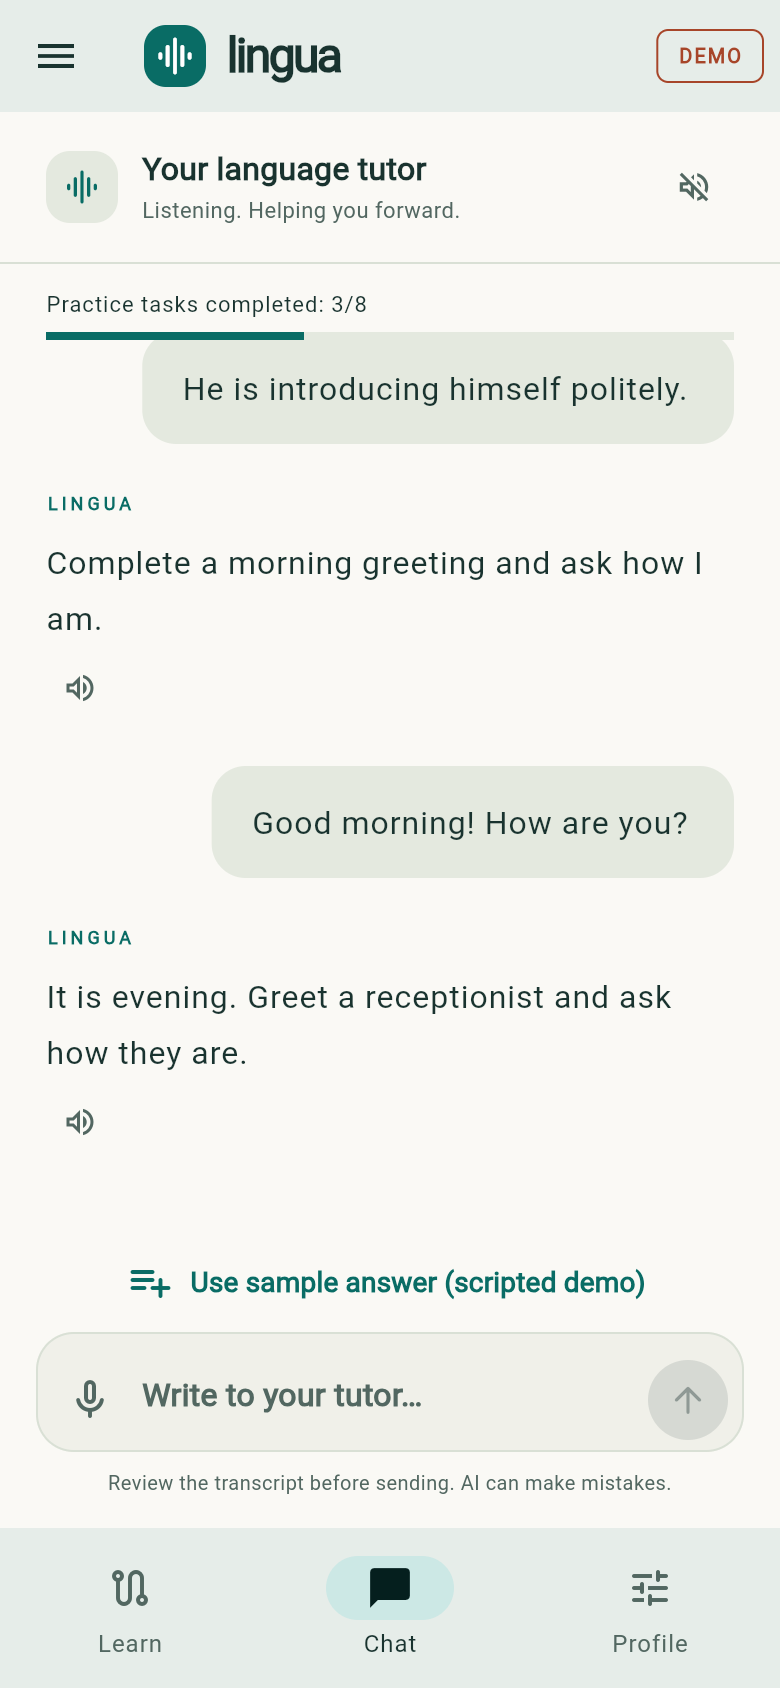 lingua
DEMO
Your language tutor
Listening. Helping you forward.
Practice tasks completed: 3/8
He is introducing himself politely.
LINGUA
Complete a morning greeting and ask how I
am.
Good morning! How are you?
LINGUA
It is evening. Greet a receptionist and ask
how they are.
Use sample answer (scripted demo)
Write to your tutor...
Review the transcript before sending. AI can make mistakes.
Learn
Chat
Profile